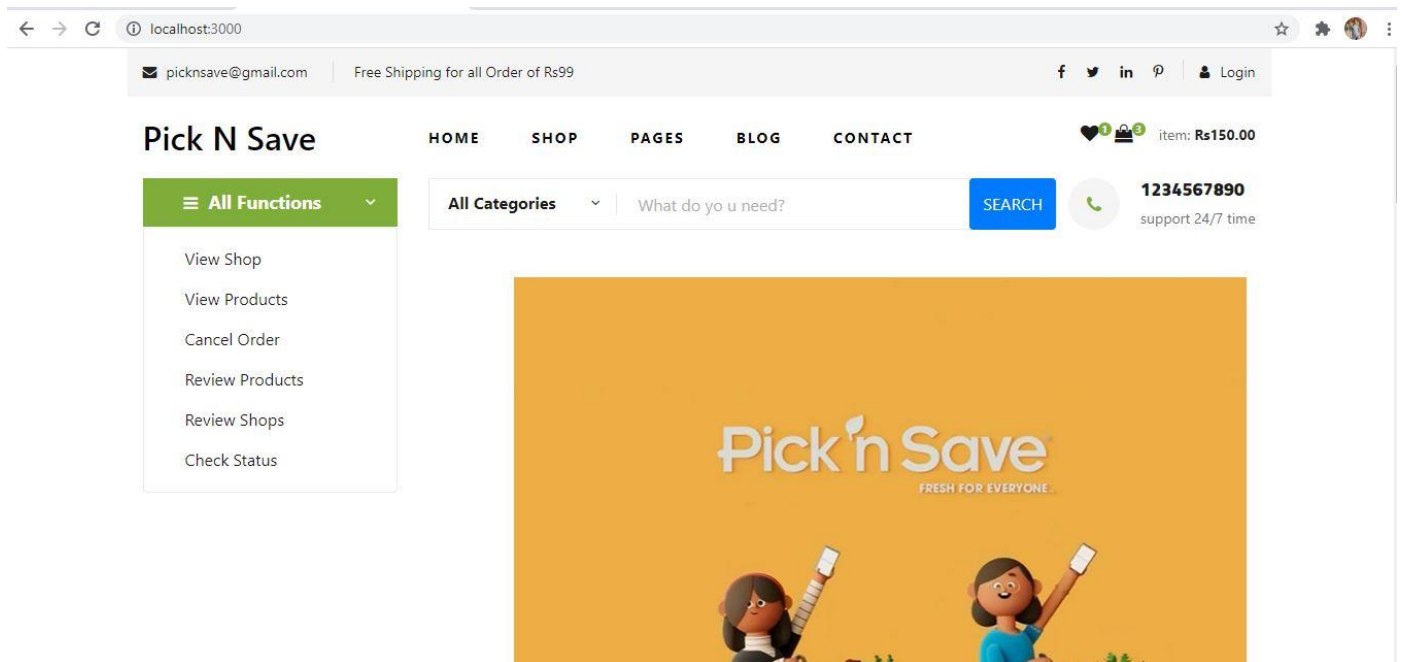 localhost:3000
picknsave@gmail.com Free Shipping for all Order of Rs99 f in Login
Pick N Save HOME SHOP PAGES BLOG CONTACT 1 3 item: Rs150.00
All Functions All Categories What do yo u need? SEARCH 1234567890
support 24/7 time
View Shop
View Products
Cancel Order
Review Products
Review Shops
Check Status
Pick'n Save
FRESH FOR EVERYONE